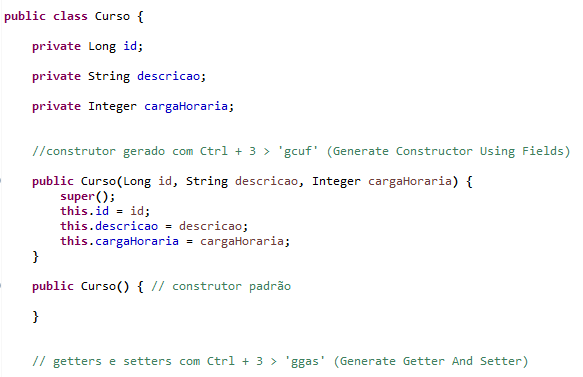 public class Curso {
private Long id;
private String descricao;
private Integer cargaHoraria;
//construtor gerado com Ctrl + 3 > 'gcuf' (Generate Constructor Using Fields)
public Curso(Long id, String descricao, Integer cargaHoraria) {
super();
this.id = id;
this.descricao = descricao;
this.cargaHoraria = cargaHoraria;
}
public Curso() { // construtor padrão
}
// getters e setters com Ctrl + 3 > 'ggas' (Generate Getter And Setter)